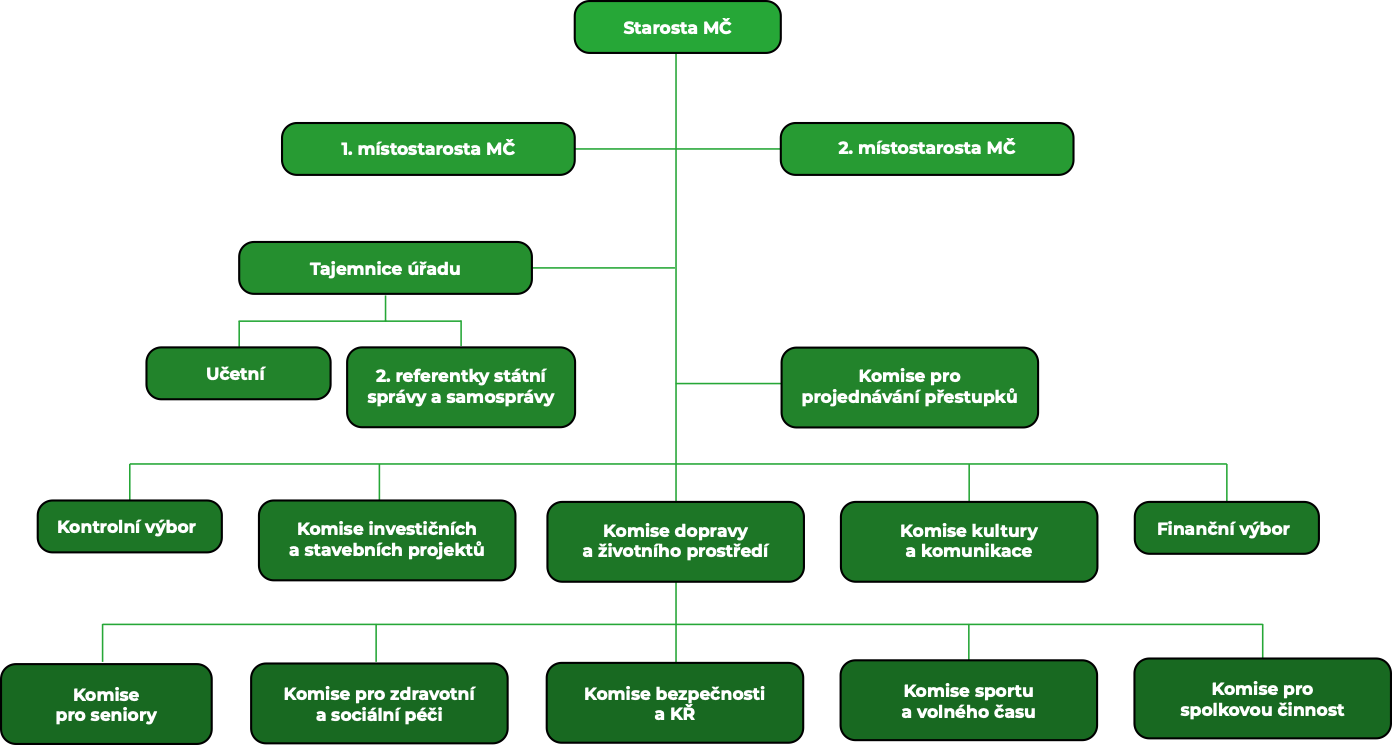 Starosta MČ
1. místostarosta MČ
2. místostarosta MČ
Tajemnice úřadu
Učetní
2. referentky státní
správy a samosprávy
Komise pro
projednávání přestupků
Kontrolní výbor
Komise investičních
a stavebních projektů
Komise dopravy
a životního prostředí
Komise kultury
a komunikace
Finanční výbor
Komise
pro seniory
Komise pro zdravotní
a sociální péči
Komise bezpečnosti
a KŘ
Komise sportu
a volného času
Komise pro
spolkovou činnost